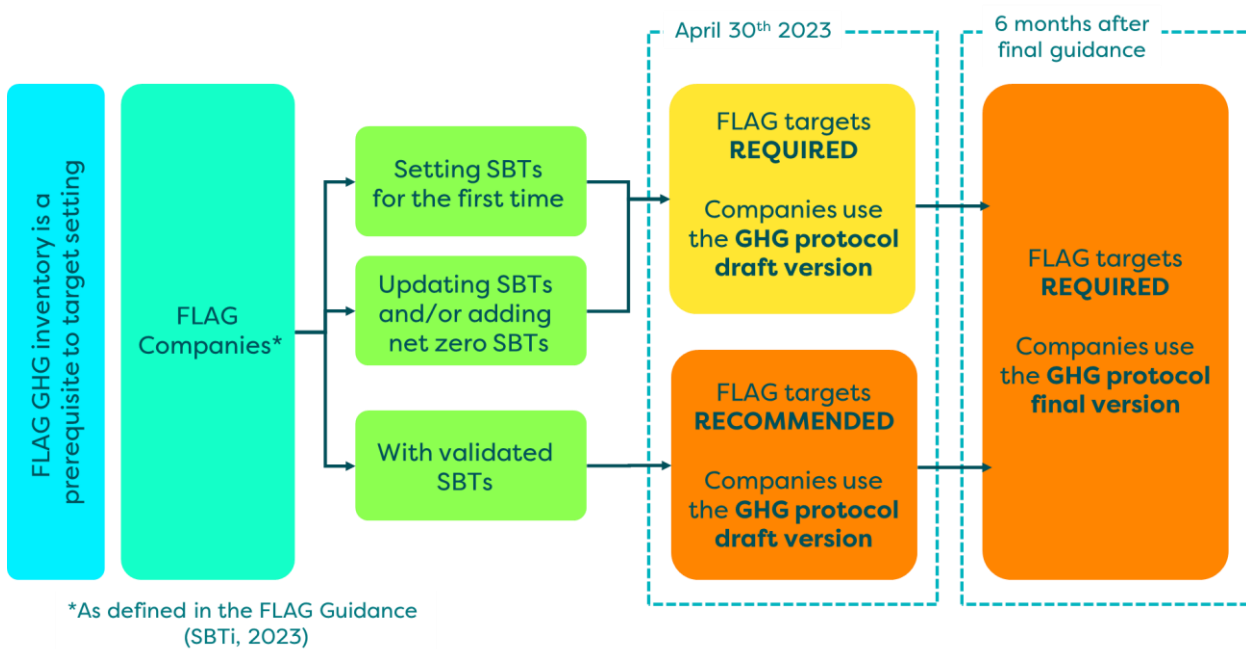 FLAG GHG inventory is a
prerequisite to target setting
FLAG
Companies*
Setting SBTs
for the first time
Updating SBTs
and/or adding
net zero SBTs
With validated
SBTs
April 30th 2023
FLAG targets
REQUIRED
Companies use
the GHG protocol
draft version
FLAG targets
RECOMMENDED
Companies use
the GHG protocol
draft version
6 months after
final guidance
FLAG targets
REQUIRED
Companies use
the GHG protocol
final version
*As defined in the FLAG Guidance
(SBTi, 2023)